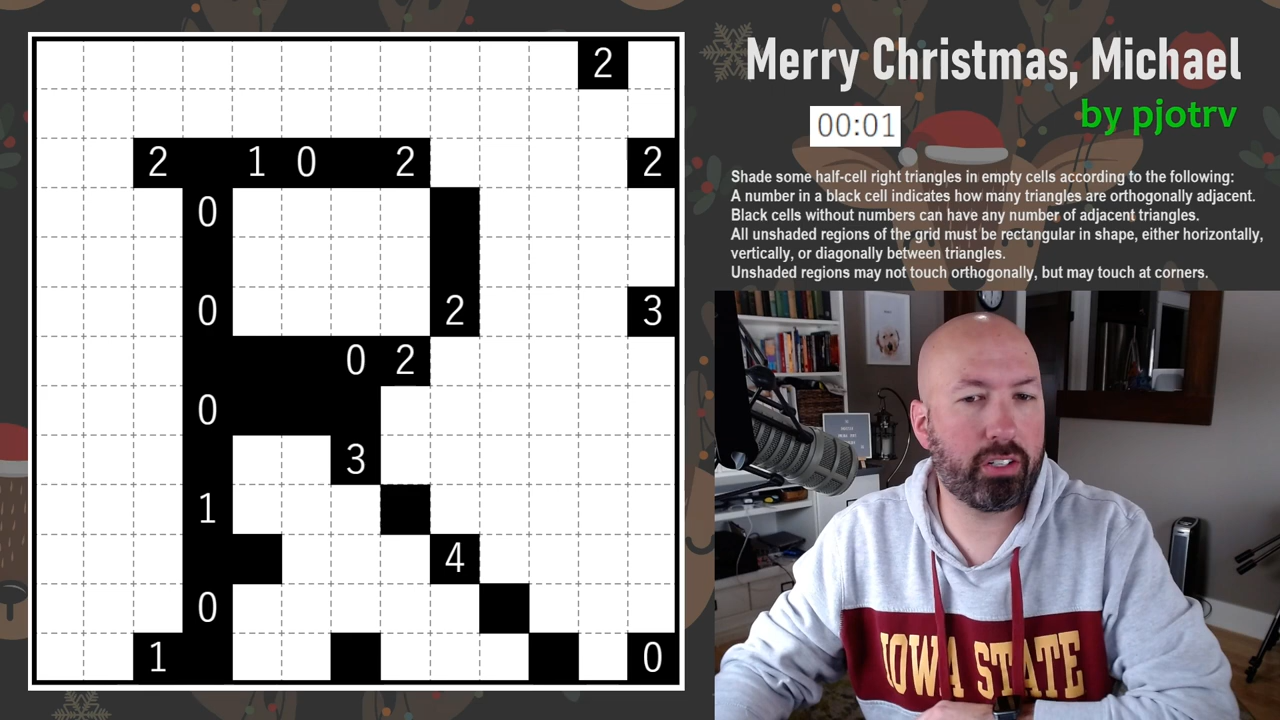 2
2 1 0 2 2
0
0 2 3
0 2
0
3
1
4
0
1 0
Merry Christmas, Michael
by pjotrv
00:01
Shade some half-cell right triangles in empty cells according to the following:
A number in a black cell indicates how many triangles are orthogonally adjacent.
Black cells without numbers can have any number of adjacent triangles.
All unshaded regions of the grid must be rectangular in shape, either horizontally,
vertically, or diagonally between triangles.
Unshaded regions may not touch orthogonally, but may touch at corners.
IOWA STATE